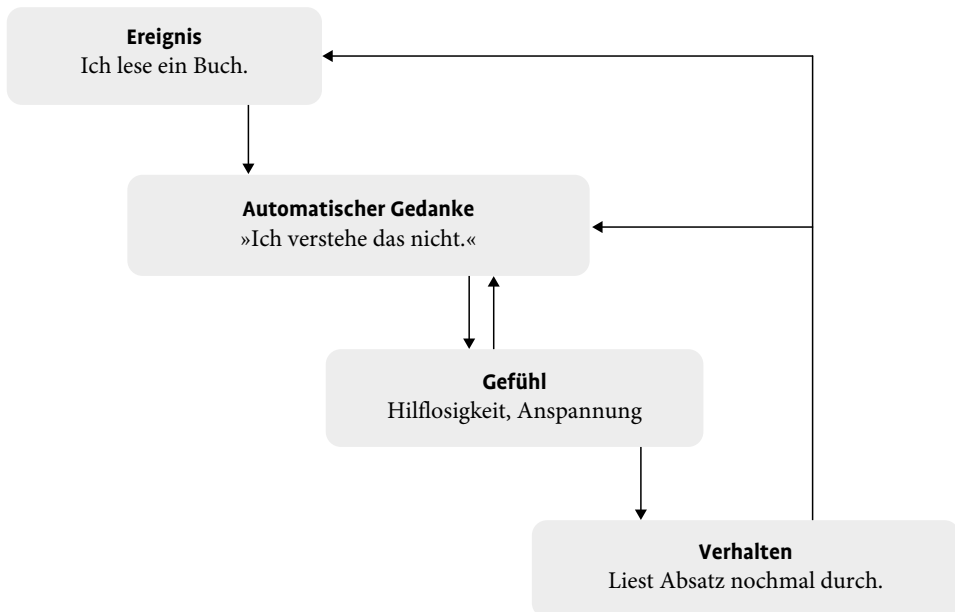 Ereignis
Ich lese ein Buch.
Automatischer Gedanke
»Ich verstehe das nicht.«
Gefühl
Hilflosigkeit, Anspannung
Verhalten
Liest Absatz nochmal durch.